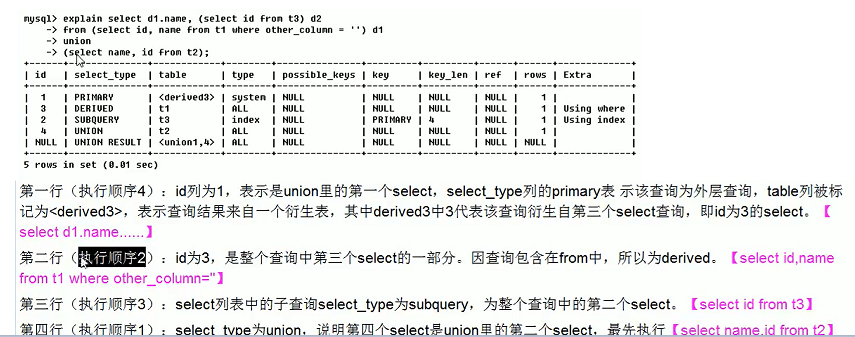 mysql> explain select d1.name, (select id from t3) d2
-> from (select id, name from t1 where other_column = '') d1
-> union
-> (select name, id from t2);
+------+--------------+------------+--------+---------------+---------+---------+------+------+-------------+
| id | select_type | table | type | possible_keys | key | key_len | ref | rows | Extra |
+------+--------------+------------+--------+---------------+---------+---------+------+------+-------------+
| 1 | PRIMARY | <derived3> | system | NULL | NULL | NULL | NULL | 1 | |
| 3 | DERIVED | t1 | ALL | NULL | NULL | NULL | NULL | 1 | Using where |
| 2 | SUBQUERY | t3 | index | NULL | PRIMARY | 4 | NULL | 1 | Using index |
| 4 | UNION | t2 | ALL | NULL | NULL | NULL | NULL | 1 | |
| NULL | UNION RESULT | <union1,4> | ALL | NULL | NULL | NULL | NULL | NULL | |
+------+--------------+------------+--------+---------------+---------+---------+------+------+-------------+
5 rows in set (0.01 sec)
第一行（执行顺序4）：id列为1，表示是union里的第一个select，select_type列的primary表 示该查询为外层查询，table列被标
记为<derived3>，表示查询结果来自一个衍生表，其中derived3中3代表该查询衍生自第三个select查询，即id为3的select。【
select d1.name......】
第二行（执行顺序2）：id为3，是整个查询中第三个select的一部分。因查询包含在from中，所以为derived。【select id,name
from t1 where other_column=''】
第三行（执行顺序3）：select列表中的子查询select_type为subquery，为整个查询中的第二个select。【select id from t3】
第四行（执行顺序1）：select_type为union，说明第四个select是union里的第二个select，最先执行【select name,id from t2】